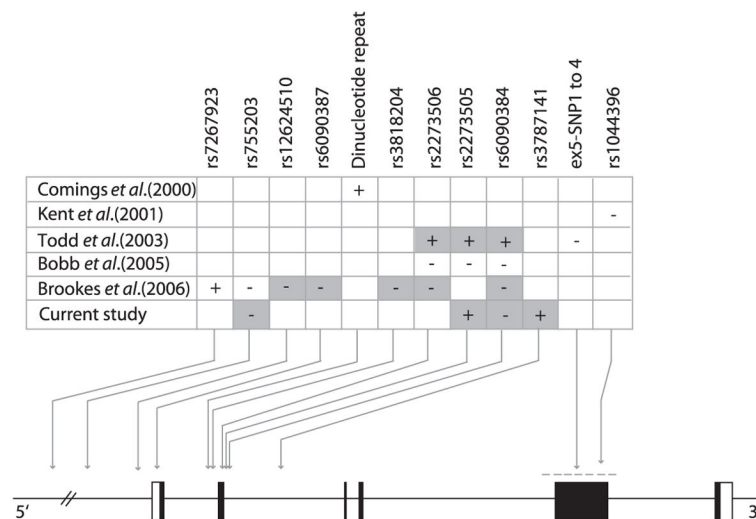 rs7267923
rs755203
rs12624510
rs6090387
Dinucleotide repeat
rs3818204
rs2273506
rs2273505
rs6090384
rs3787141
ex5-SNP1 to 4
rs1044396
Comings et al.(2000) +
Kent et al.(2001) -
Todd et al.(2003) + + + -
Bobb et al.(2005) - - -
Brookes et al.(2006) + - - - - - -
Current study - + - +
5' 3